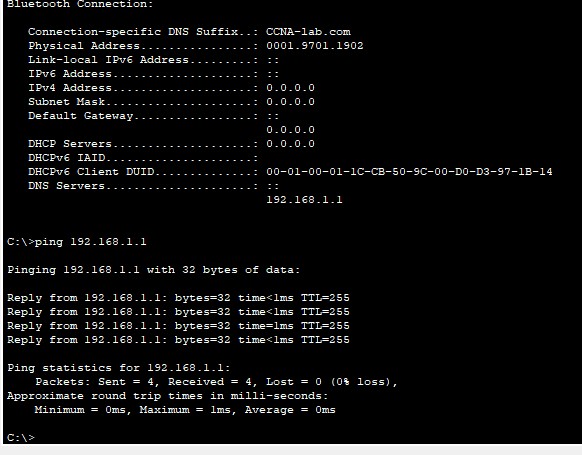 Bluetooth Connection:
Connection-specific DNS Suffix..: CCNA-lab.com
Physical Address................: 0001.9701.1902
Link-local IPv6 Address.........: ::
IPv6 Address....................: ::
IPv4 Address....................: 0.0.0.0
Subnet Mask.....................: 0.0.0.0
Default Gateway.................: ::
0.0.0.0
DHCP Servers....................: 0.0.0.0
DHCPv6 IAID.....................:
DHCPv6 Client DUID..............: 00-01-00-01-1C-CB-50-9C-00-D0-D3-97-1B-14
DNS Servers.....................: ::
192.168.1.1
C:\>ping 192.168.1.1
Pinging 192.168.1.1 with 32 bytes of data:
Reply from 192.168.1.1: bytes=32 time<1ms TTL=255
Reply from 192.168.1.1: bytes=32 time<1ms TTL=255
Reply from 192.168.1.1: bytes=32 time=1ms TTL=255
Reply from 192.168.1.1: bytes=32 time<1ms TTL=255
Ping statistics for 192.168.1.1:
Packets: Sent = 4, Received = 4, Lost = 0 (0% loss),
Approximate round trip times in milli-seconds:
Minimum = 0ms, Maximum = 1ms, Average = 0ms
C:\>